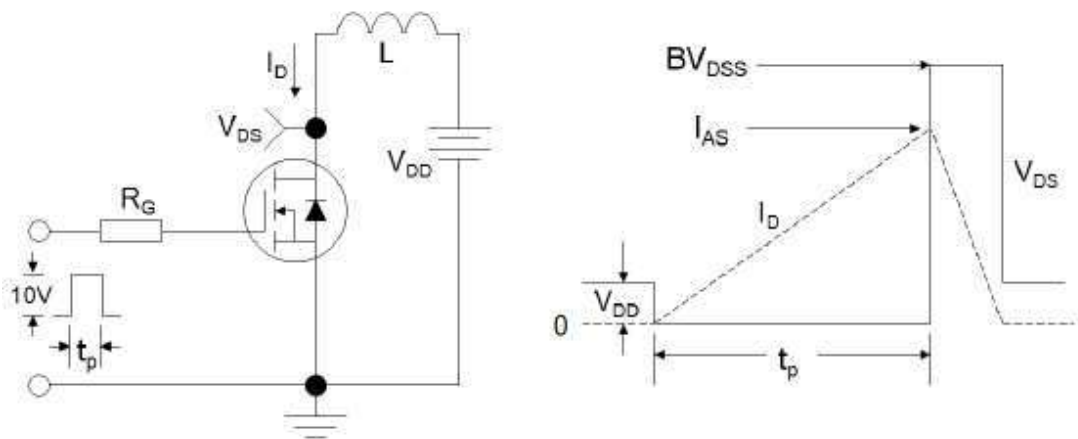 L
I_D
V_DS
V_DD
R_G
10V
t_p
BV_DSS
I_AS
V_DS
I_D
V_DD
0
t_p